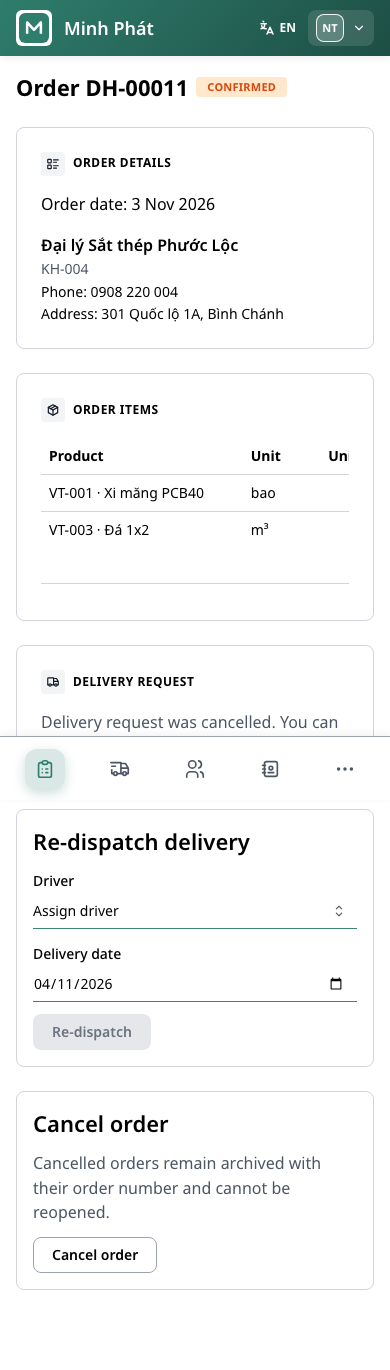 Minh Phát
EN
NT
Order DH-00011
CONFIRMED
ORDER DETAILS
Order date: 3 Nov 2026
Đại lý Sắt thép Phước Lộc
KH-004
Phone: 0908 220 004
Address: 301 Quốc lộ 1A, Bình Chánh
ORDER ITEMS
Product Unit Uni
VT-001 · Xi măng PCB40 bao
VT-003 · Đá 1x2 m³
DELIVERY REQUEST
Delivery request was cancelled. You can
Re-dispatch delivery
Driver
Assign driver
Delivery date
04/11/2026
Re-dispatch
Cancel order
Cancelled orders remain archived with
their order number and cannot be
reopened.
Cancel order